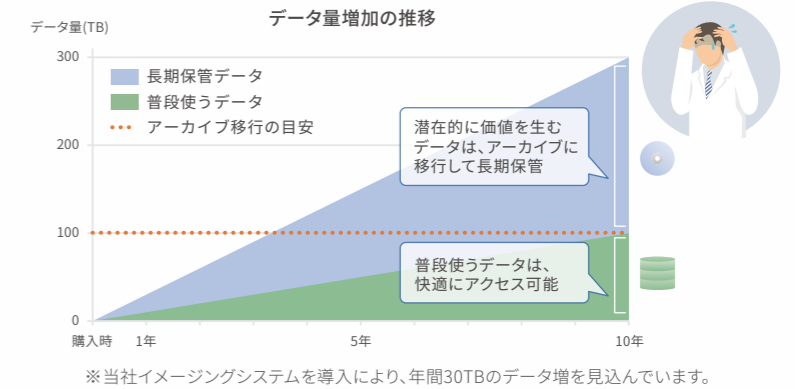 データ量増加の推移
データ量(TB)
300
長期保管データ
普段使うデータ
アーカイブ移行の目安
潜在的に価値を生む
データは、アーカイブに
移行して長期保管
200
100
普段使うデータは、
快適にアクセス可能
0
購入時 1年 5年 10年
※当社イメージングシステムを導入により、年間30TBのデータ増を見込んでいます。